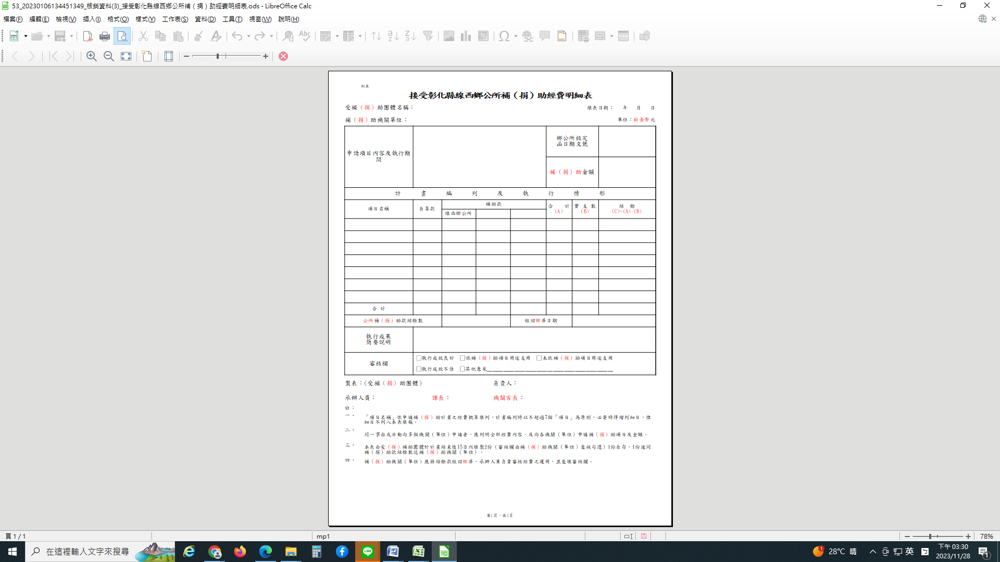 53_20230106134451349_核銷資料(3)_接受彰化縣線西鄉公所補（捐）助經費明細表.ods - LibreOffice Calc
檔案(F) 編輯(E) 檢視(V) 插入(I) 格式(O) 樣式(Y) 工作表(S) 資料(D) 工具(T) 視窗(W) 說明(H)
附表
接受彰化縣線西鄉公所補（捐）助經費明細表
受補（捐）助團體名稱：
填表日期： 年 月 日
補（捐）助機關單位：
單位：新臺幣元
申請項目內容及執行期間
鄉公所核定
函日期文號
補（捐）助金額
計畫編列及執行情形
項目名稱 自籌款 補助款 合計(A) 實支數(B) 結餘(C)=(A)-(B)
線西鄉公所
合計
公所補（捐）助款結餘數 繳回鄉庫日期
執行成果
簡要說明
審核欄
□執行成效良好 □依補（捐）助項目用途支用 □未依補（捐）助項目用途支用
□執行成效不佳 □其他意見
製表：(受補（捐）助團體) 負責人：
承辦人員： 課長： 機關首長：
註：
一、 「項目名稱」依申請補（捐）助計畫之經費概算填列，計畫編列時以不超過7個「項目」為原則，必要時得增列細目，惟
細目不列入本表填報。
二、 同一事由或活動向多個機關（單位）申請者，應列明全部經費內容，及向各機關（單位）申請補（捐）助項目及金額。
三、 本表由受（捐）補助團體於計畫結束後15日內填製2份（審核欄由補（捐）助機關（單位）查核勾選）1份自存，1份連同
補（捐）助款結餘數送補（捐）助機關（單位）。
四、 補（捐）助機關（單位）應將結餘款繳回鄉庫，承辦人員負責審核經費之運用，並查填審核欄。
第1頁，共1頁
頁 1 / 1 mp1 78%
在這裡輸入文字來搜尋
28°C 晴 英
下午 03:30
2023/11/28